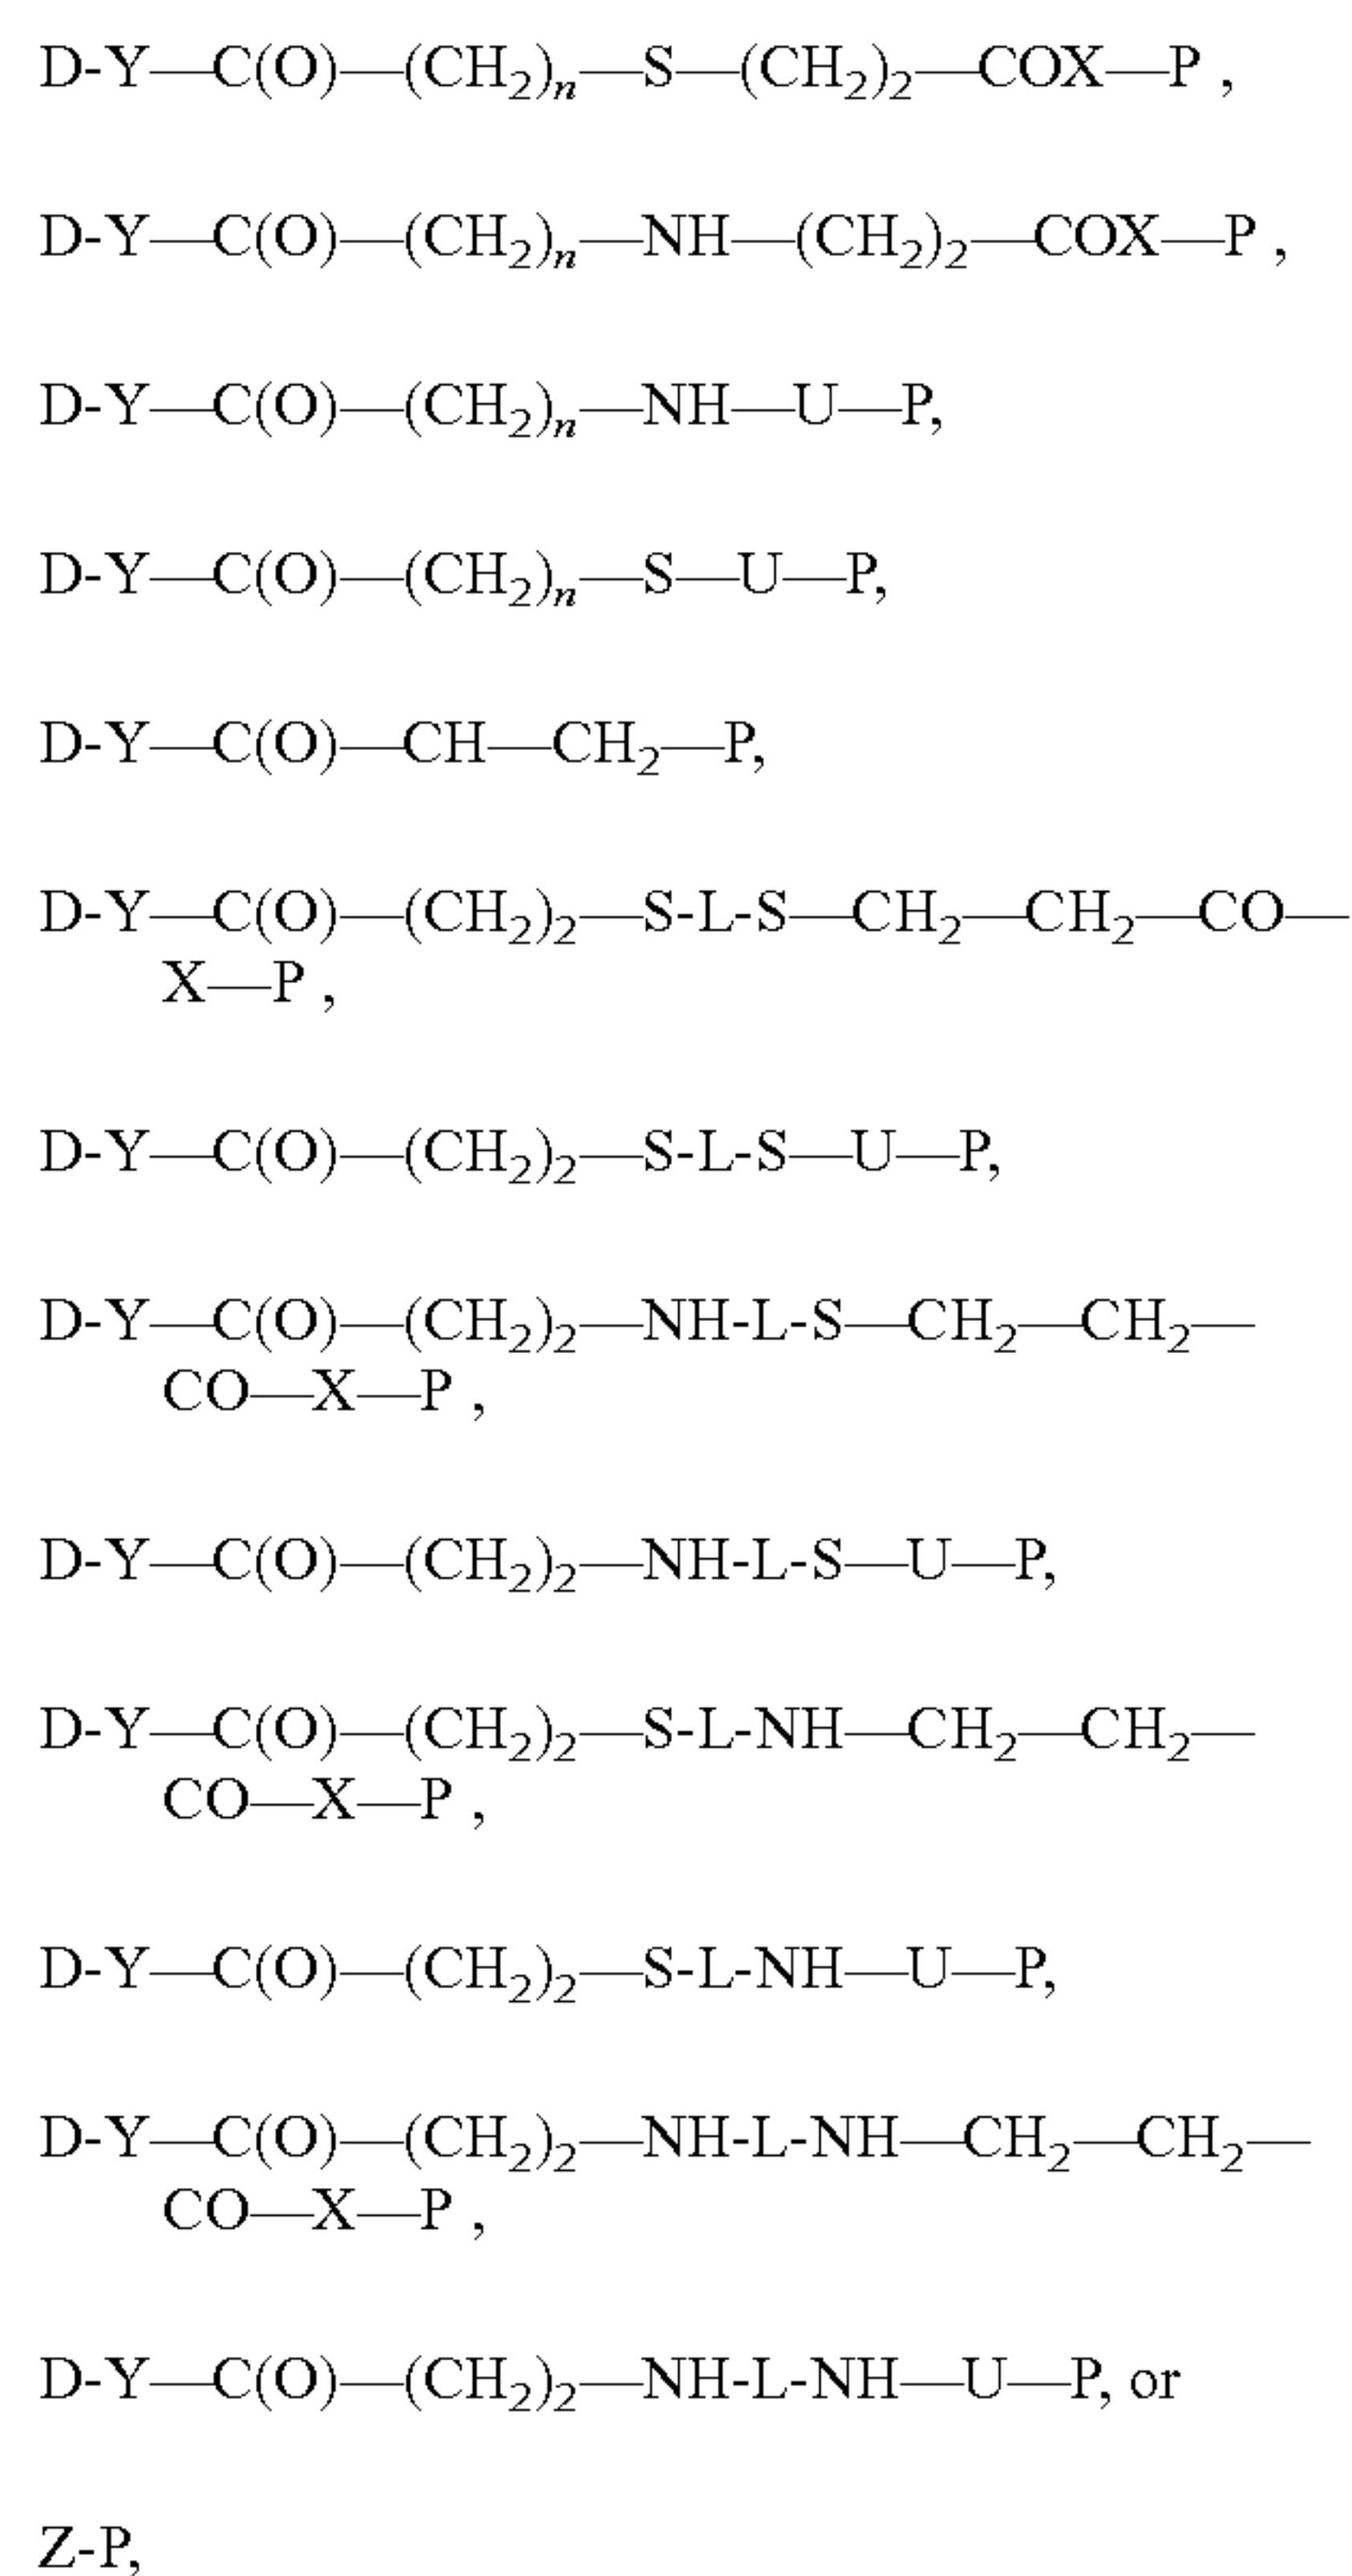 D-Y—C(O)—(CH₂)ₙ—S—(CH₂)₂—COX—P ,
D-Y—C(O)—(CH₂)ₙ—NH—(CH₂)₂—COX—P ,
D-Y—C(O)—(CH₂)ₙ—NH—U—P,
D-Y—C(O)—(CH₂)ₙ—S—U—P,
D-Y—C(O)—CH—CH₂—P,
D-Y—C(O)—(CH₂)₂—S-L-S—CH₂—CH₂—CO—
X—P ,
D-Y—C(O)—(CH₂)₂—S-L-S—U—P,
D-Y—C(O)—(CH₂)₂—NH-L-S—CH₂—CH₂—
CO—X—P ,
D-Y—C(O)—(CH₂)₂—NH-L-S—U—P,
D-Y—C(O)—(CH₂)₂—S-L-NH—CH₂—CH₂—
CO—X—P ,
D-Y—C(O)—(CH₂)₂—S-L-NH—U—P,
D-Y—C(O)—(CH₂)₂—NH-L-NH—CH₂—CH₂—
CO—X—P ,
D-Y—C(O)—(CH₂)₂—NH-L-NH—U—P, or
Z-P,